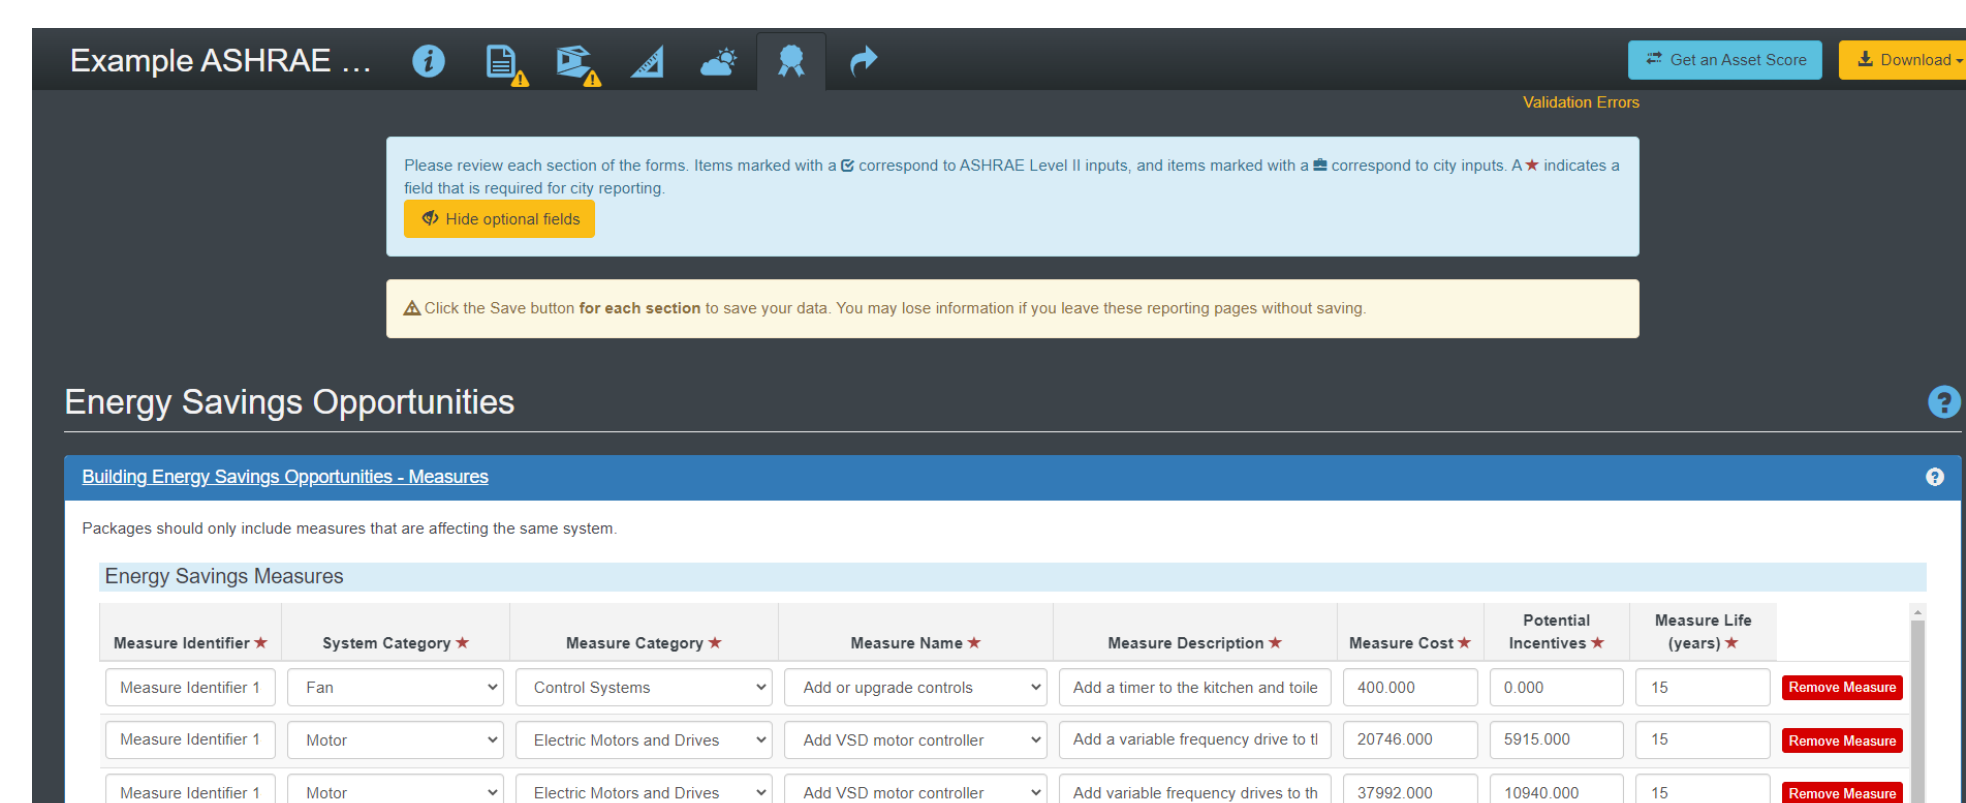 Example ASHRAE ...
Get an Asset Score
Download
Validation Errors
Please review each section of the forms. Items marked with a correspond to ASHRAE Level II inputs, and items marked with a correspond to city inputs. A ★ indicates a
field that is required for city reporting.
Hide optional fields
Click the Save button for each section to save your data. You may lose information if you leave these reporting pages without saving.
Energy Savings Opportunities
?
Building Energy Savings Opportunities - Measures
?
Packages should only include measures that are affecting the same system.
Energy Savings Measures
Measure Identifier ★ System Category ★ Measure Category ★ Measure Name ★ Measure Description ★ Measure Cost ★ Potential Incentives ★ Measure Life (years) ★
Measure Identifier 1 Fan Control Systems Add or upgrade controls Add a timer to the kitchen and toile 400.000 0.000 15 Remove Measure
Measure Identifier 1 Motor Electric Motors and Drives Add VSD motor controller Add a variable frequency drive to 20746.000 5915.000 15 Remove Measure
Measure Identifier 1 Motor Electric Motors and Drives Add VSD motor controller Add variable frequency drives to th 37992.000 10940.000 15 Remove Measure